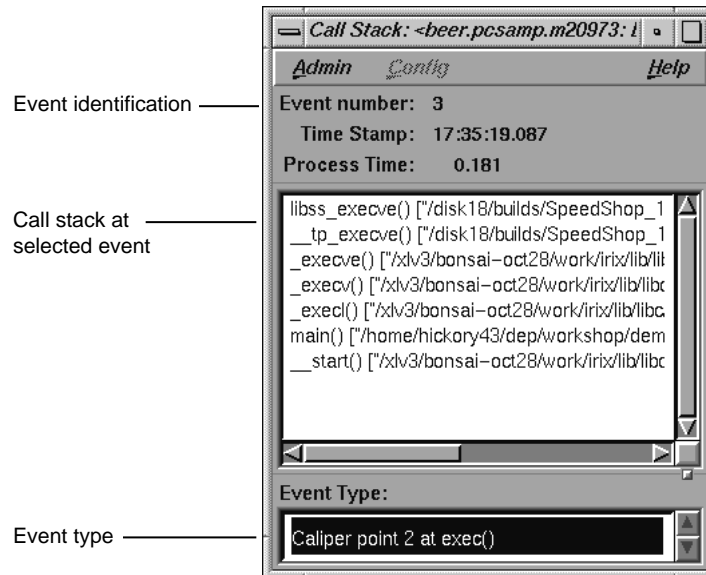 Call Stack: <beer.pcsamp.m20973:
Admin Config Help
Event identification
Event number: 3
Time Stamp: 17:35:19.087
Process Time: 0.181
Call stack at
selected event
libss_execve() ["/disk18/builds/SpeedShop_1
__tp_execve() ["/disk18/builds/SpeedShop_1
_execve() ["/xlv3/bonsai-oct28/work/irix/lib/lib
_execv() ["/xlv3/bonsai-oct28/work/irix/lib/libc
_execl() ["/xlv3/bonsai-oct28/work/irix/lib/libc.
main() ["/home/hickory43/dep/workshop/dem
__start() ["/xlv3/bonsai-oct28/work/irix/lib/libc
Event Type:
Event type
Caliper point 2 at exec()